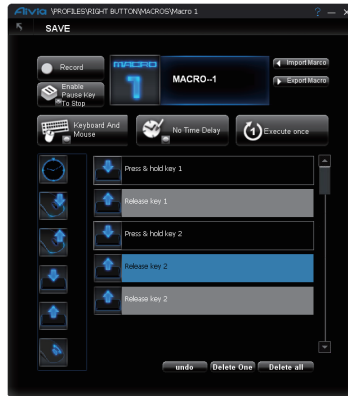 Alvia \PROFILES\RIGHT BUTTON\MACROS\Macro 1
? – ×
SAVE
Record
Enable
Pause Key
To Stop
MACRO
1
MACRO--1
Import Marco
Export Macro
Keyboard And
Mouse
No Time Delay
1
Execute once
Press & hold key 1
Release key 1
Press & hold key 2
Release key 2
Release key 2
undo
Delete One
Delete all